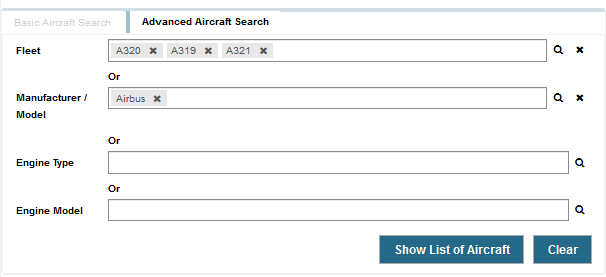 Basic Aircraft Search Advanced Aircraft Search
Fleet A320 A319 A321
Or
Manufacturer / Airbus
Model
Or
Engine Type
Or
Engine Model
Show List of Aircraft Clear